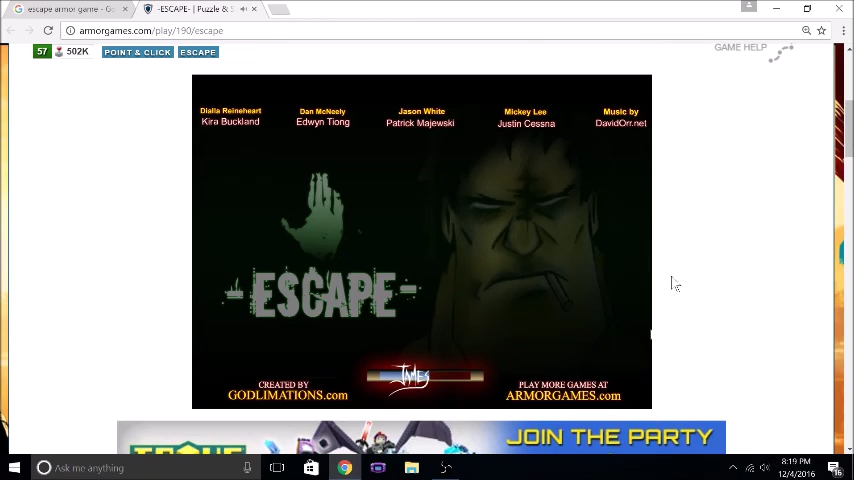 escape armor game - G
-ESCAPE- | Puzzle & S
armorgames.com/play/190/escape
57 502K POINT & CLICK ESCAPE
GAME HELP
Dialla Reineheart Dan McNeely Jason White Mickey Lee Music by
Kira Buckland Edwyn Tiong Patrick Majewski Justin Cessna DavidOrr.net
-ESCAPE-
JAMES
CREATED BY PLAY MORE GAMES AT
GODLIMATIONS.com ARMORGAMES.com
JOIN THE PARTY
Ask me anything
8:19 PM
12/4/2016
16